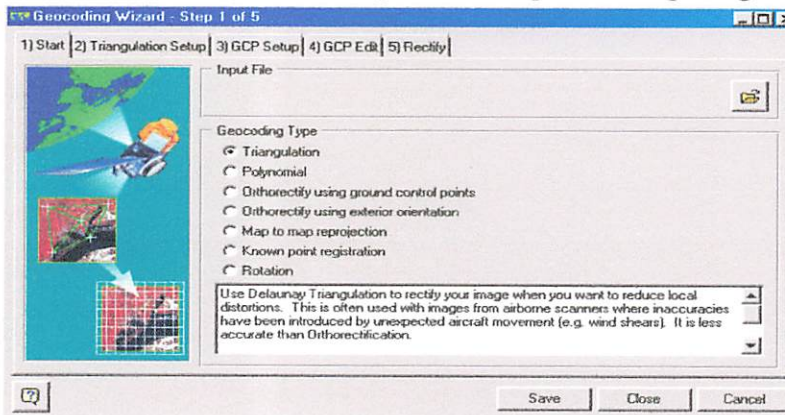 Geocoding Wizard - Step 1 of 5
1) Start 2) Triangulation Setup 3) GCP Setup 4) GCP Edit 5) Rectify
Input File
Geocoding Type
Triangulation
Polynomial
Orthorectify using ground control points
Orthorectify using exterior orientation
Map to map reprojection
Known point registration
Rotation
Use Delaunay Triangulation to rectify your image when you want to reduce local
distortions. This is often used with images from airborne scanners where inaccuracies
have been introduced by unexpected aircraft movement (e.g. wind shears). It is less
accurate than Orthorectification.
Save Close Cancel